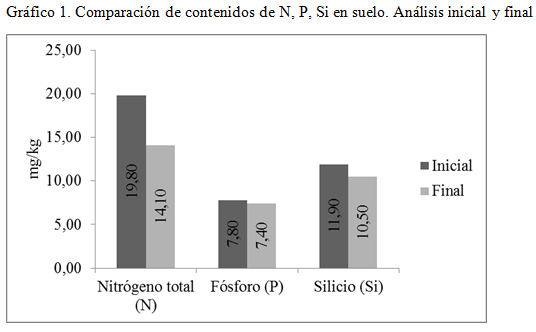 Gráfico 1. Comparación de contenidos de N, P, Si en suelo. Análisis inicial y final
25,00
20,00
15,00
10,00
5,00
0,00
mg/kg
19,80
14,10
7,80
7,40
11,90
10,50
Nitrógeno total
(N)
Fósforo (P)
Silicio (Si)
Inicial
Final